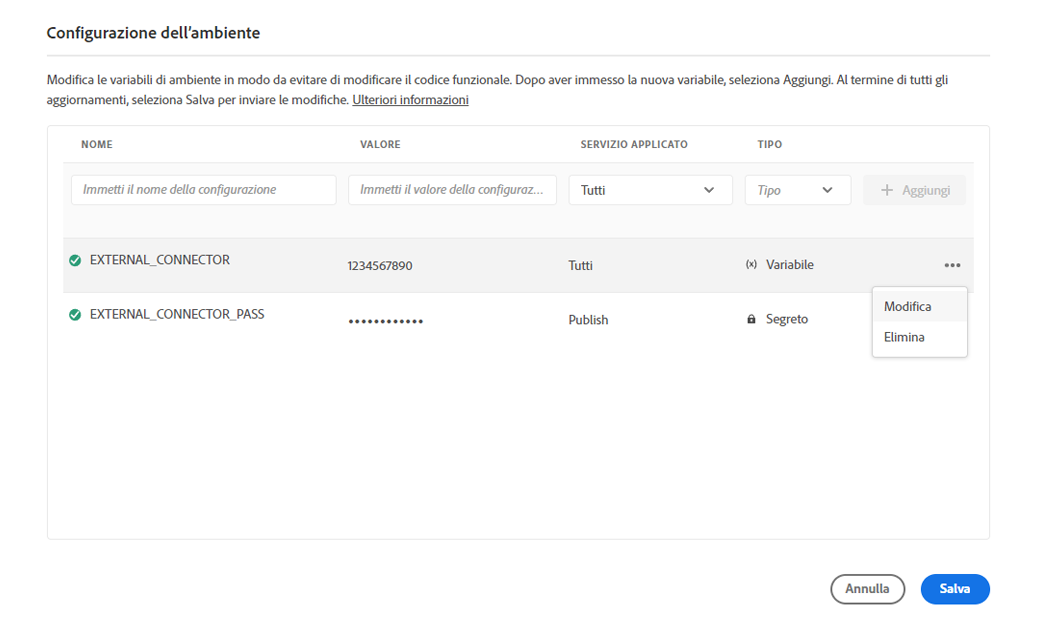 Configurazione dell'ambiente
Modifica le variabili di ambiente in modo da evitare di modificare il codice funzionale. Dopo aver immesso la nuova variabile, seleziona Aggiungi. Al termine di tutti gli
aggiornamenti, seleziona Salva per inviare le modifiche. Ulteriori informazioni
NOME VALORE SERVIZIO APPLICATO TIPO
Immetti il nome della configurazione Immetti il valore della configuraz... Tutti Tipo + Aggiungi
EXTERNAL_CONNECTOR 1234567890 Tutti (x) Variabile •••
Modifica
EXTERNAL_CONNECTOR_PASS •••••••••••• Publish Segreto
Elimina
Annulla Salva